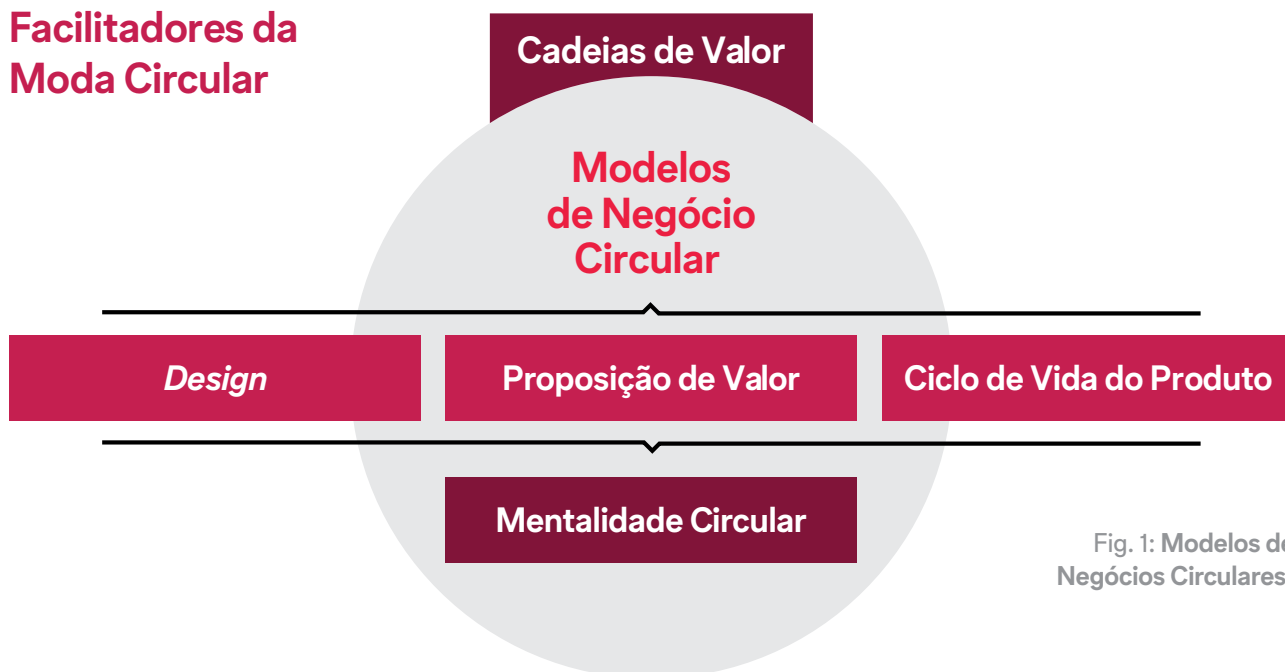 Facilitadores da
Moda Circular
Cadeias de Valor
Modelos
de Negócio
Circular
Design
Proposição de Valor
Ciclo de Vida do Produto
Mentalidade Circular
Fig. 1: Modelos de
Negócios Circulares